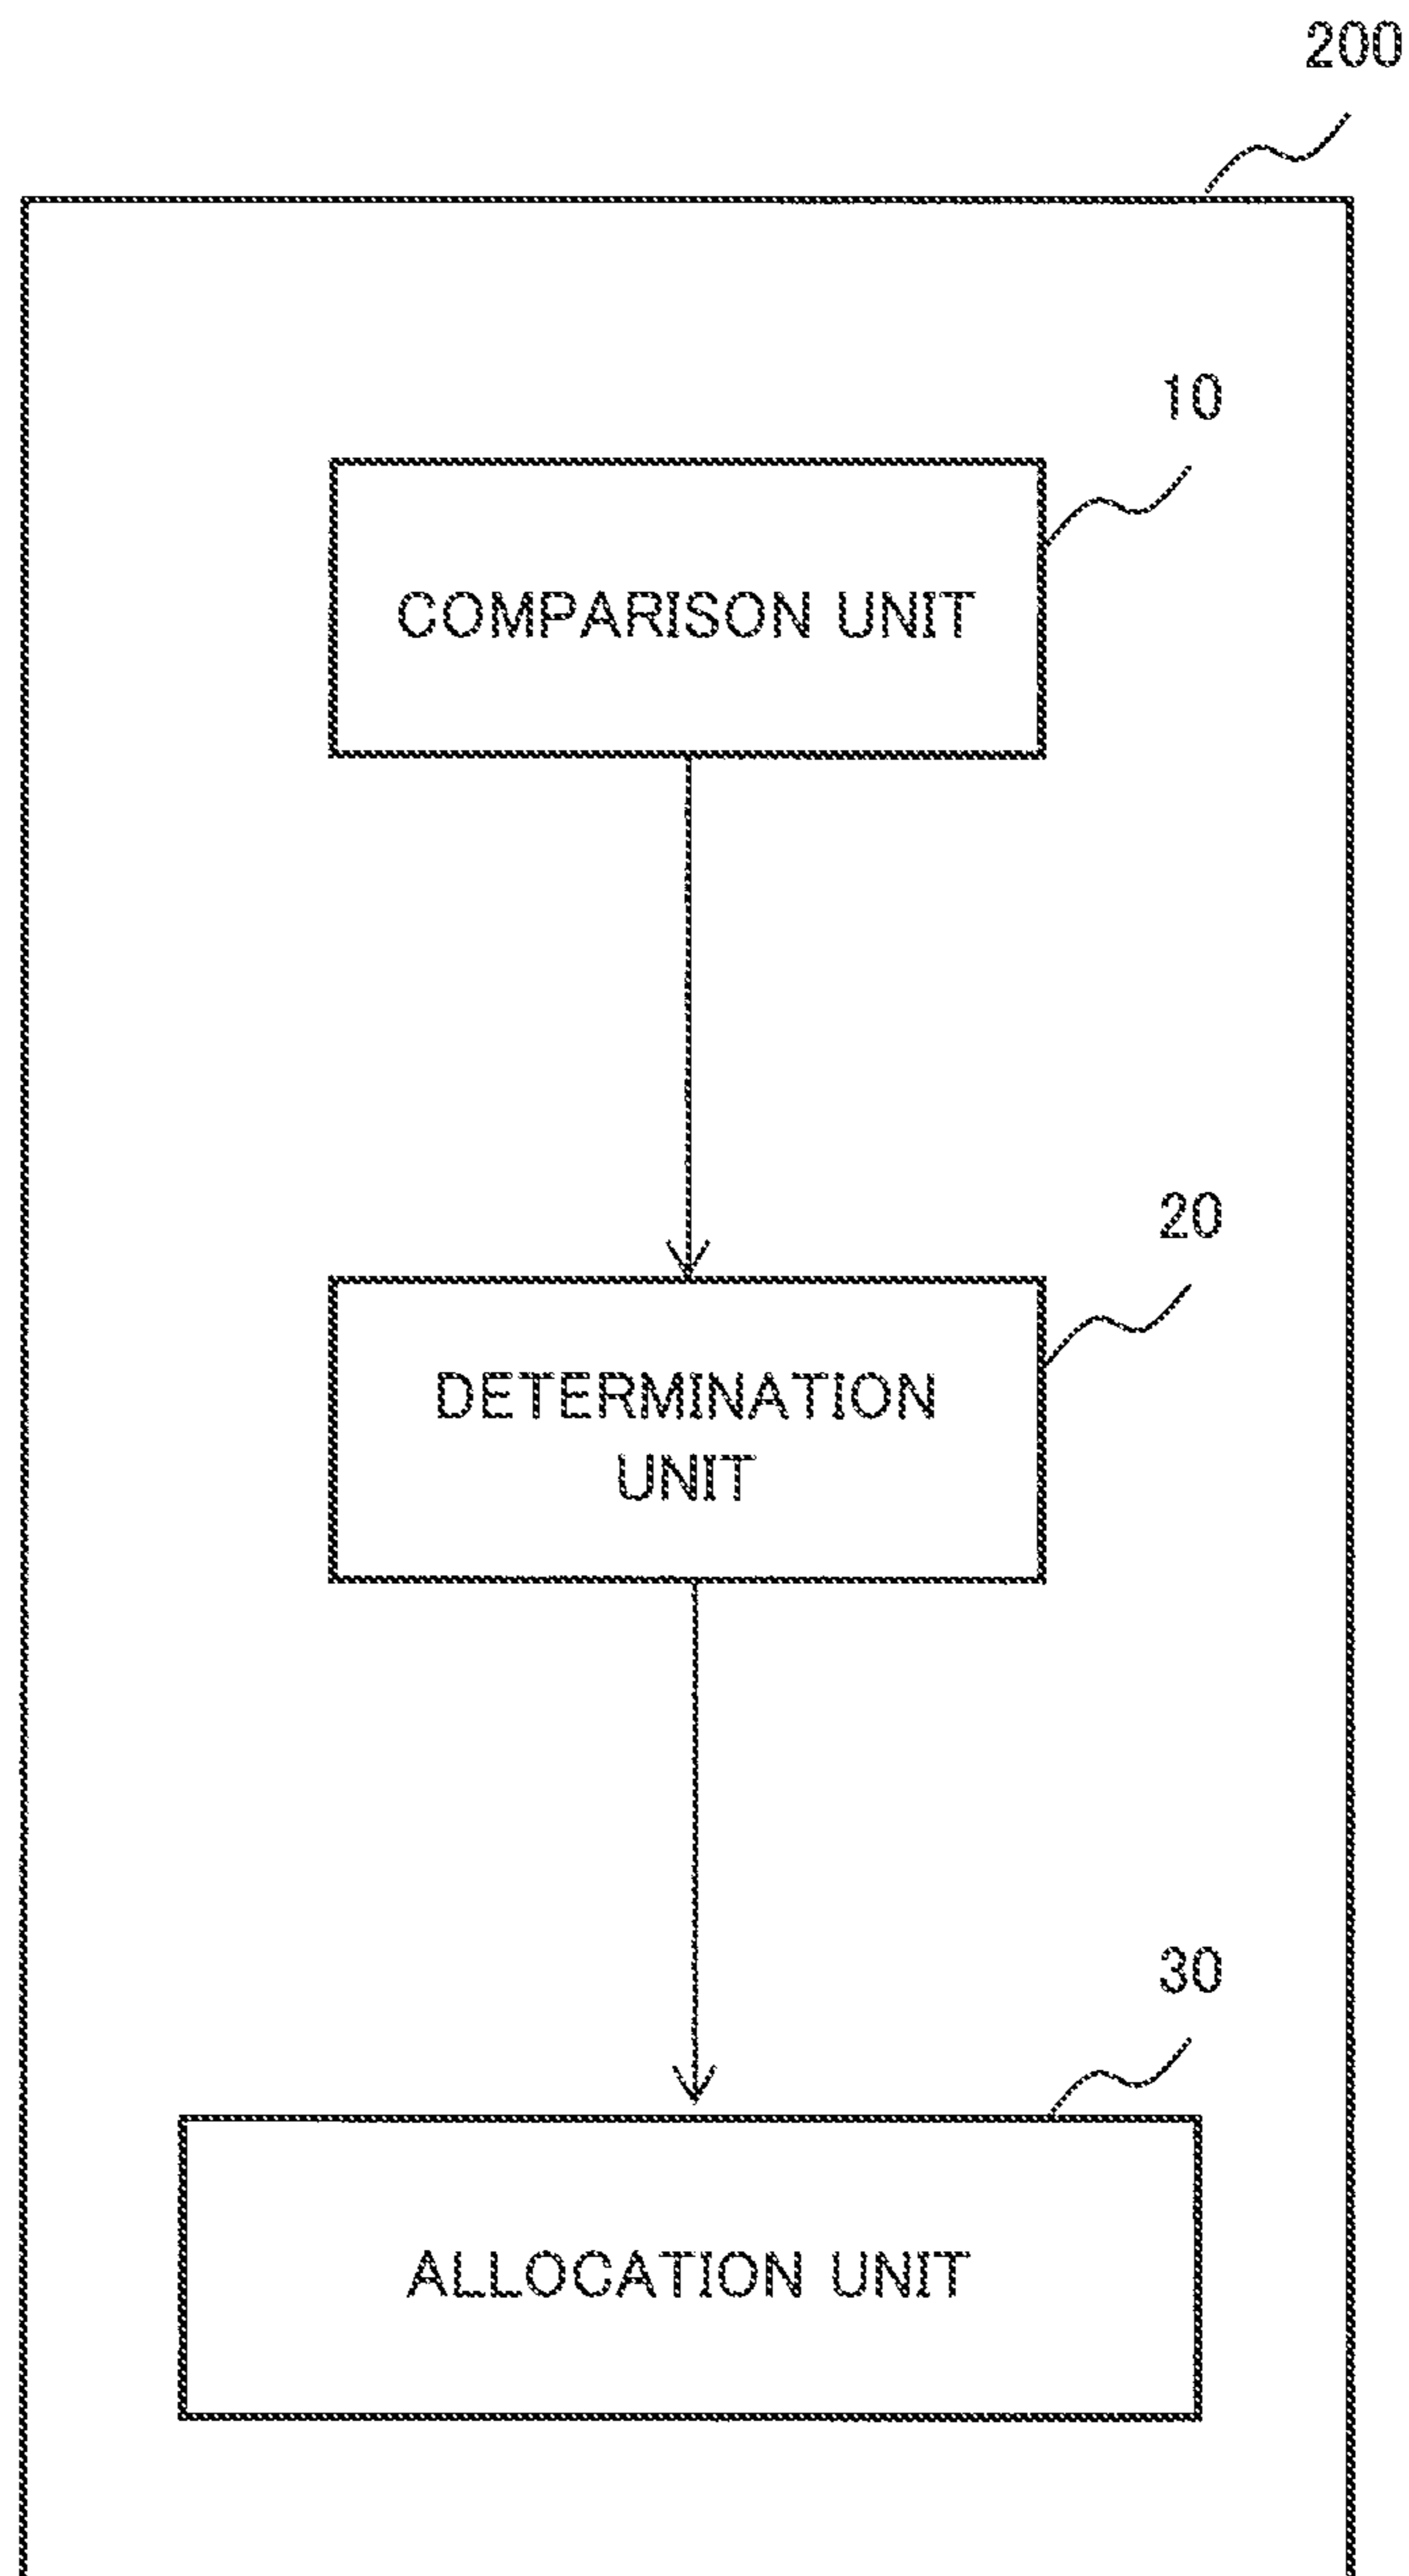 200
10
COMPARISON UNIT
20
DETERMINATION
UNIT
30
ALLOCATION UNIT